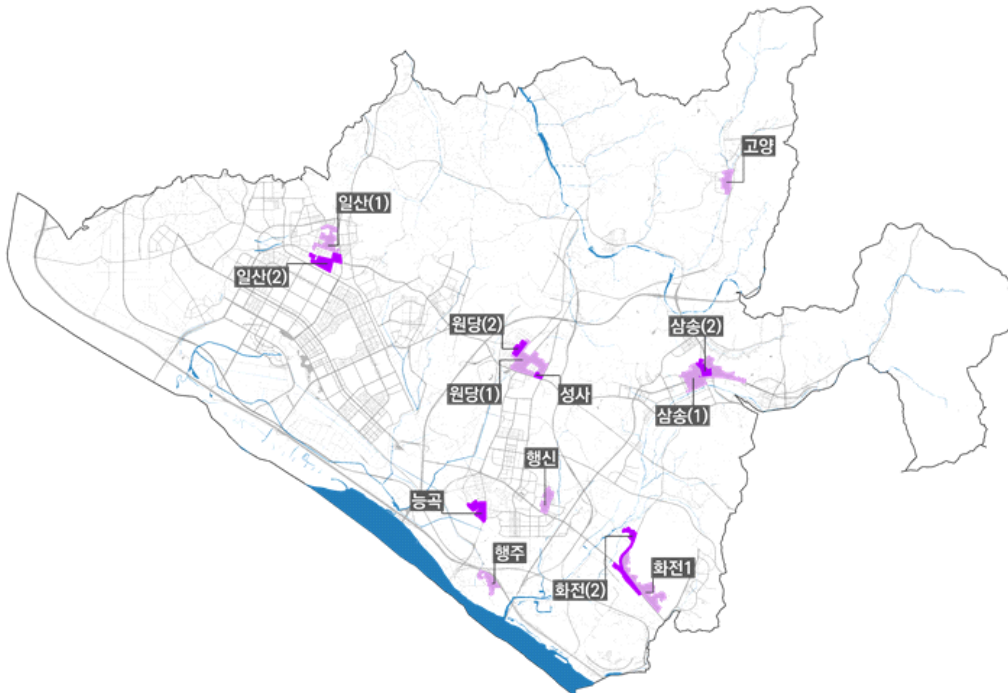 고양
일산(1)
일산(2)
원당(2)
삼송(2)
원당(1)
성사
삼송(1)
행신
능곡
행주
화전1
화전(2)